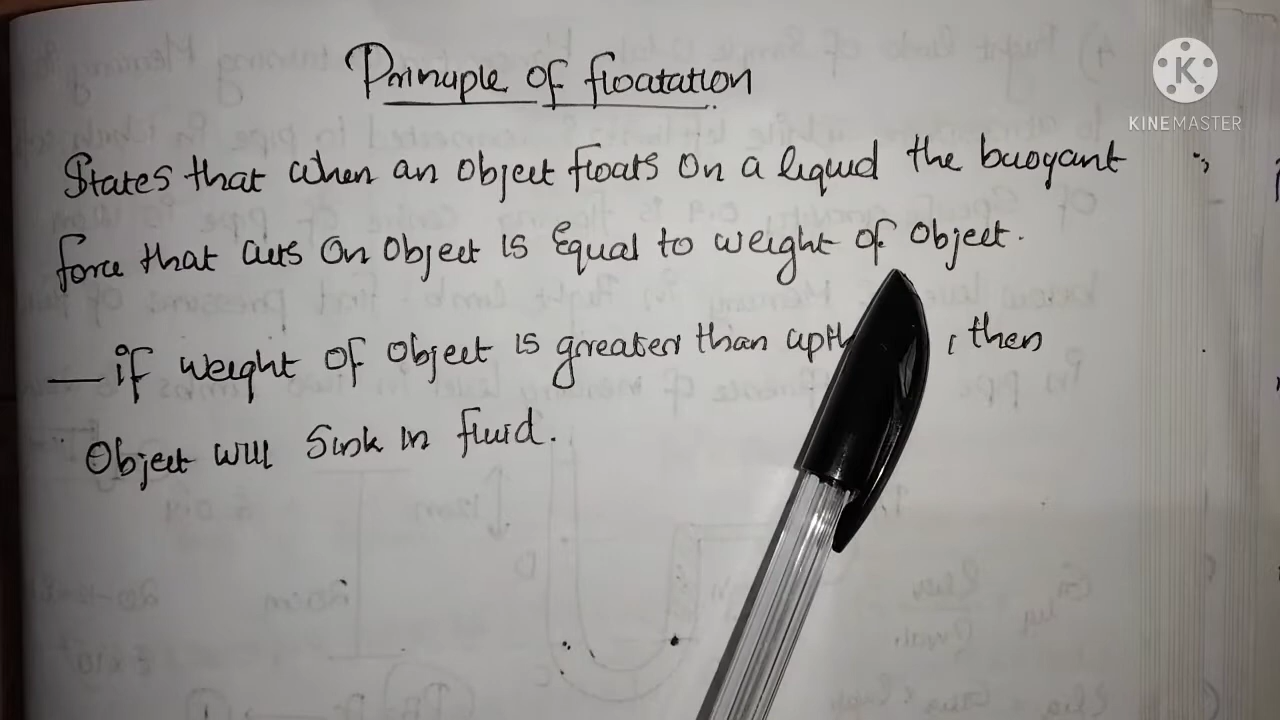 Principle of floatation
States that when an object floats on a liquid the buoyant
force that acts on object is Equal to weight of object.
— if weight of object is greater than upth , then
Object will sink in fluid.
K
KINEMASTER